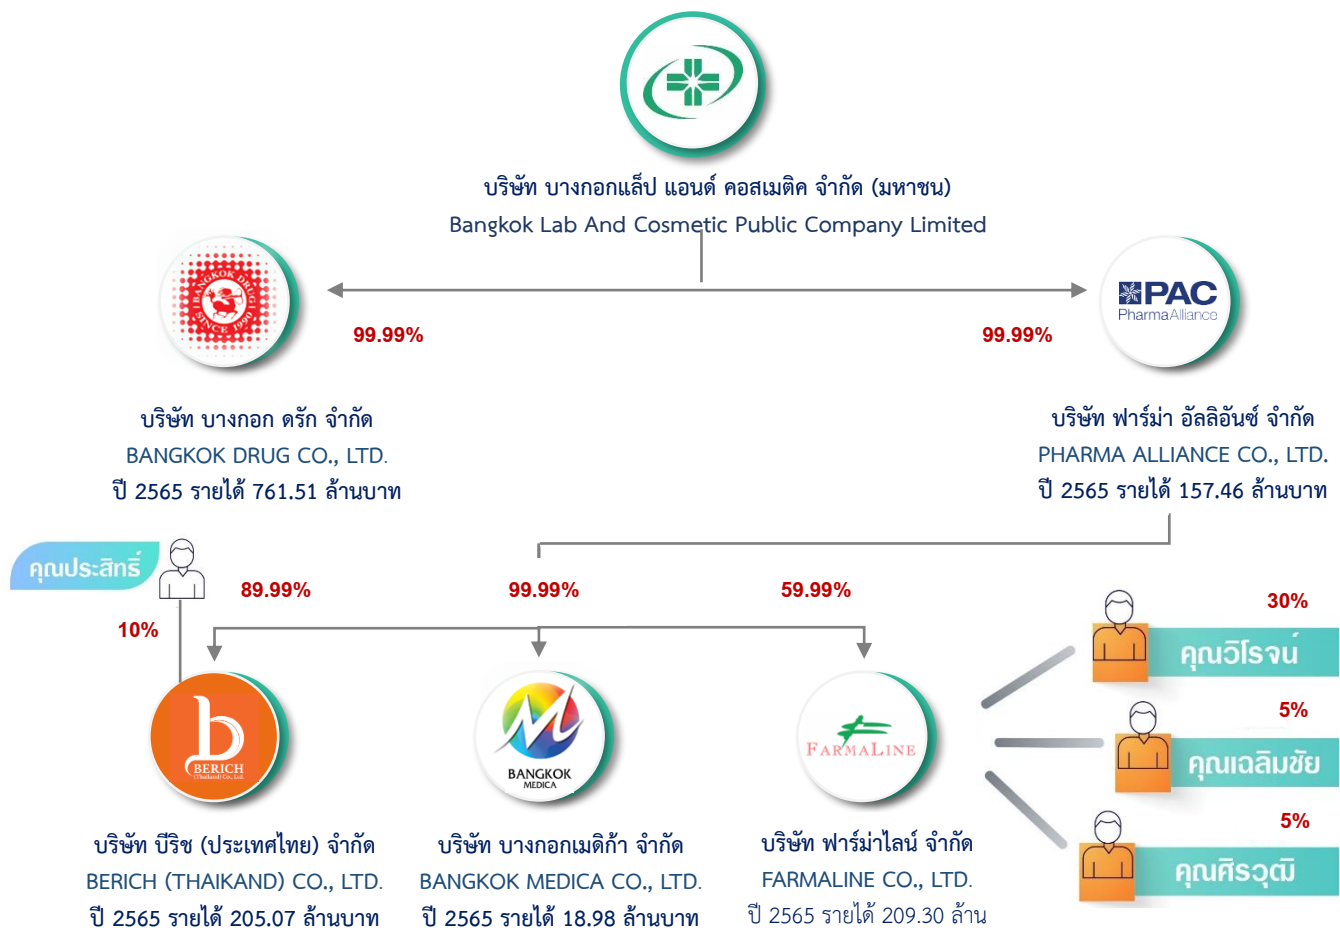 บริษัท บางกอกแล็ป แอนด์ คอสเมติค จำกัด (มหาชน)
Bangkok Lab And Cosmetic Public Company Limited
BANGKOK DRUG
SINCE 1990
PAC
PharmaAlliance
99.99%
99.99%
บริษัท บางกอก ดรัก จำกัด
BANGKOK DRUG CO., LTD.
ปี 2565 รายได้ 761.51 ล้านบาท
บริษัท ฟาร์ม่า อัลลิอันซ์ จำกัด
PHARMA ALLIANCE CO., LTD.
ปี 2565 รายได้ 157.46 ล้านบาท
คุณประสิทธิ์
10%
89.99%
99.99%
59.99%
30%
คุณวิโรจน์
5%
คุณเฉลิมชัย
5%
คุณศิรวุฒิ
b
BERICH
(Thailand) Co., Ltd.
M
BANGKOK
MEDICA
FARMALINE
บริษัท บีริช (ประเทศไทย) จำกัด
BERICH (THAIKAND) CO., LTD.
ปี 2565 รายได้ 205.07 ล้านบาท
บริษัท บางกอกเมดิก้า จำกัด
BANGKOK MEDICA CO., LTD.
ปี 2565 รายได้ 18.98 ล้านบาท
บริษัท ฟาร์ม่าไลน์ จำกัด
FARMALINE CO., LTD.
ปี 2565 รายได้ 209.30 ล้าน